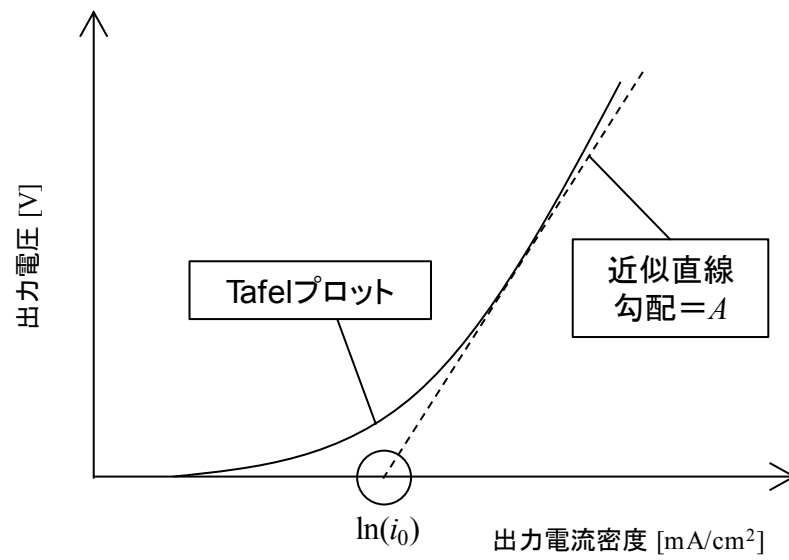 出力電圧 [V]
Tafelプロット
近似直線
勾配＝A
ln(i₀)
出力電流密度 [mA/cm²]